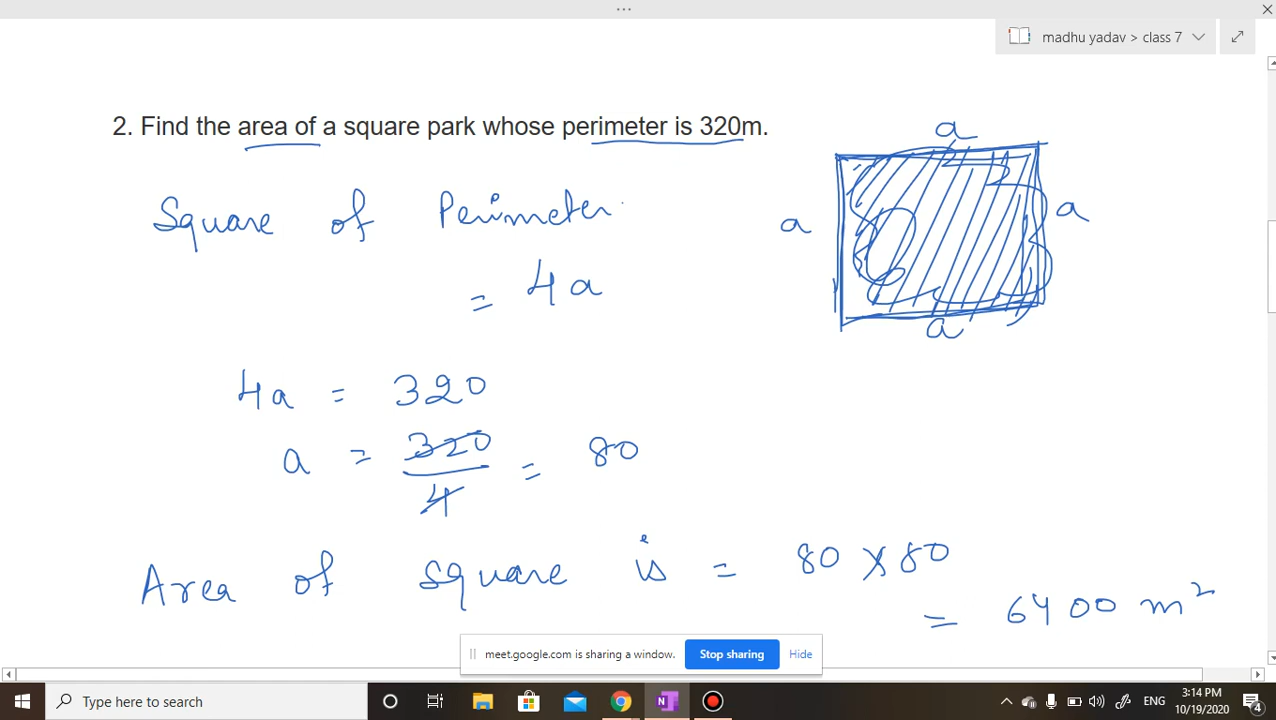 madhu yadav > class 7
2. Find the area of a square park whose perimeter is 320m.
a
Square of Perimeter
a
a
= 4a
a
4a = 320
a = 320/4 = 80
Area of square is = 80 x 80
= 6400 m²
meet.google.com is sharing a window.
Stop sharing
Hide
Type here to search
ENG
3:14 PM
10/19/2020
4